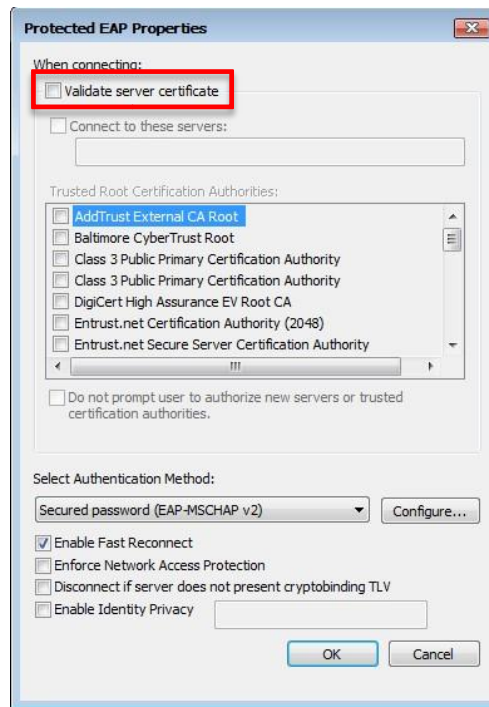 Protected EAP Properties
When connecting:
Validate server certificate
Connect to these servers:
Trusted Root Certification Authorities:
AddTrust External CA Root
Baltimore CyberTrust Root
Class 3 Public Primary Certification Authority
Class 3 Public Primary Certification Authority
DigiCert High Assurance EV Root CA
Entrust.net Certification Authority (2048)
Entrust.net Secure Server Certification Authority
Do not prompt user to authorize new servers or trusted
certification authorities.
Select Authentication Method:
Secured password (EAP-MSCHAP v2) Configure...
Enable Fast Reconnect
Enforce Network Access Protection
Disconnect if server does not present cryptobinding TLV
Enable Identity Privacy
OK Cancel